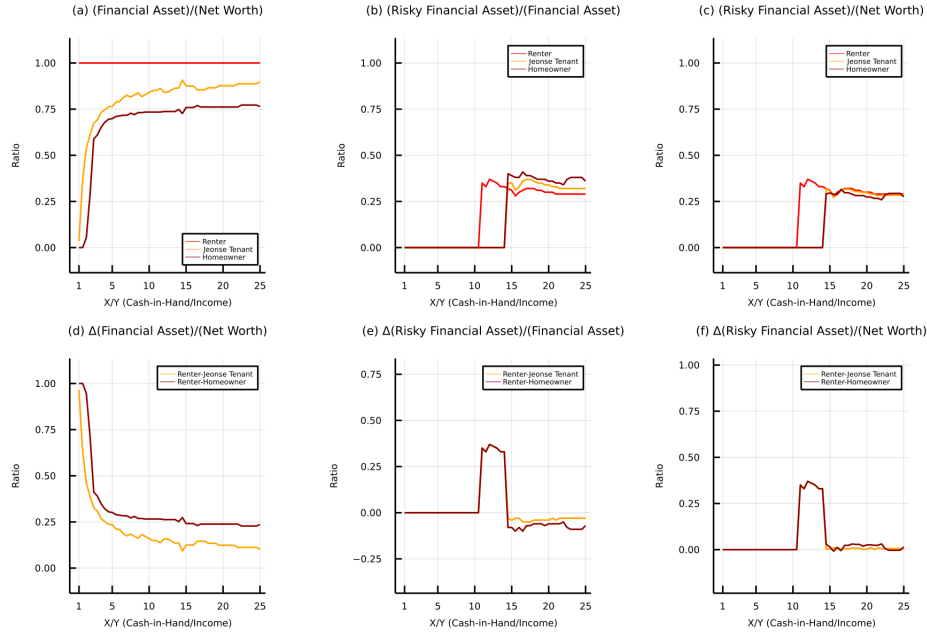 (a) (Financial Asset)/(Net Worth)
1.00
0.75
0.50
0.25
0.00
Ratio
Renter
Jeonse Tenant
Homeowner
1 5 10 15 20 25
X/Y (Cash-in-Hand/Income)
(b) (Risky Financial Asset)/(Financial Asset)
1.00
0.75
0.50
0.25
0.00
Ratio
Renter
Jeonse Tenant
Homeowner
1 5 10 15 20 25
X/Y (Cash-in-Hand/Income)
(c) (Risky Financial Asset)/(Net Worth)
1.00
0.75
0.50
0.25
0.00
Ratio
Renter
Jeonse Tenant
Homeowner
1 5 10 15 20 25
X/Y (Cash-in-Hand/Income)
(d) Δ(Financial Asset)/(Net Worth)
1.00
0.75
0.50
0.25
0.00
Ratio
Renter-Jeonse Tenant
Renter-Homeowner
1 5 10 15 20 25
X/Y (Cash-in-Hand/Income)
(e) Δ(Risky Financial Asset)/(Financial Asset)
0.75
0.50
0.25
0.00
−0.25
Ratio
Renter-Jeonse Tenant
Renter-Homeowner
1 5 10 15 20 25
X/Y (Cash-in-Hand/Income)
(f) Δ(Risky Financial Asset)/(Net Worth)
1.00
0.75
0.50
0.25
0.00
Ratio
Renter-Jeonse Tenant
Renter-Homeowner
1 5 10 15 20 25
X/Y (Cash-in-Hand/Income)